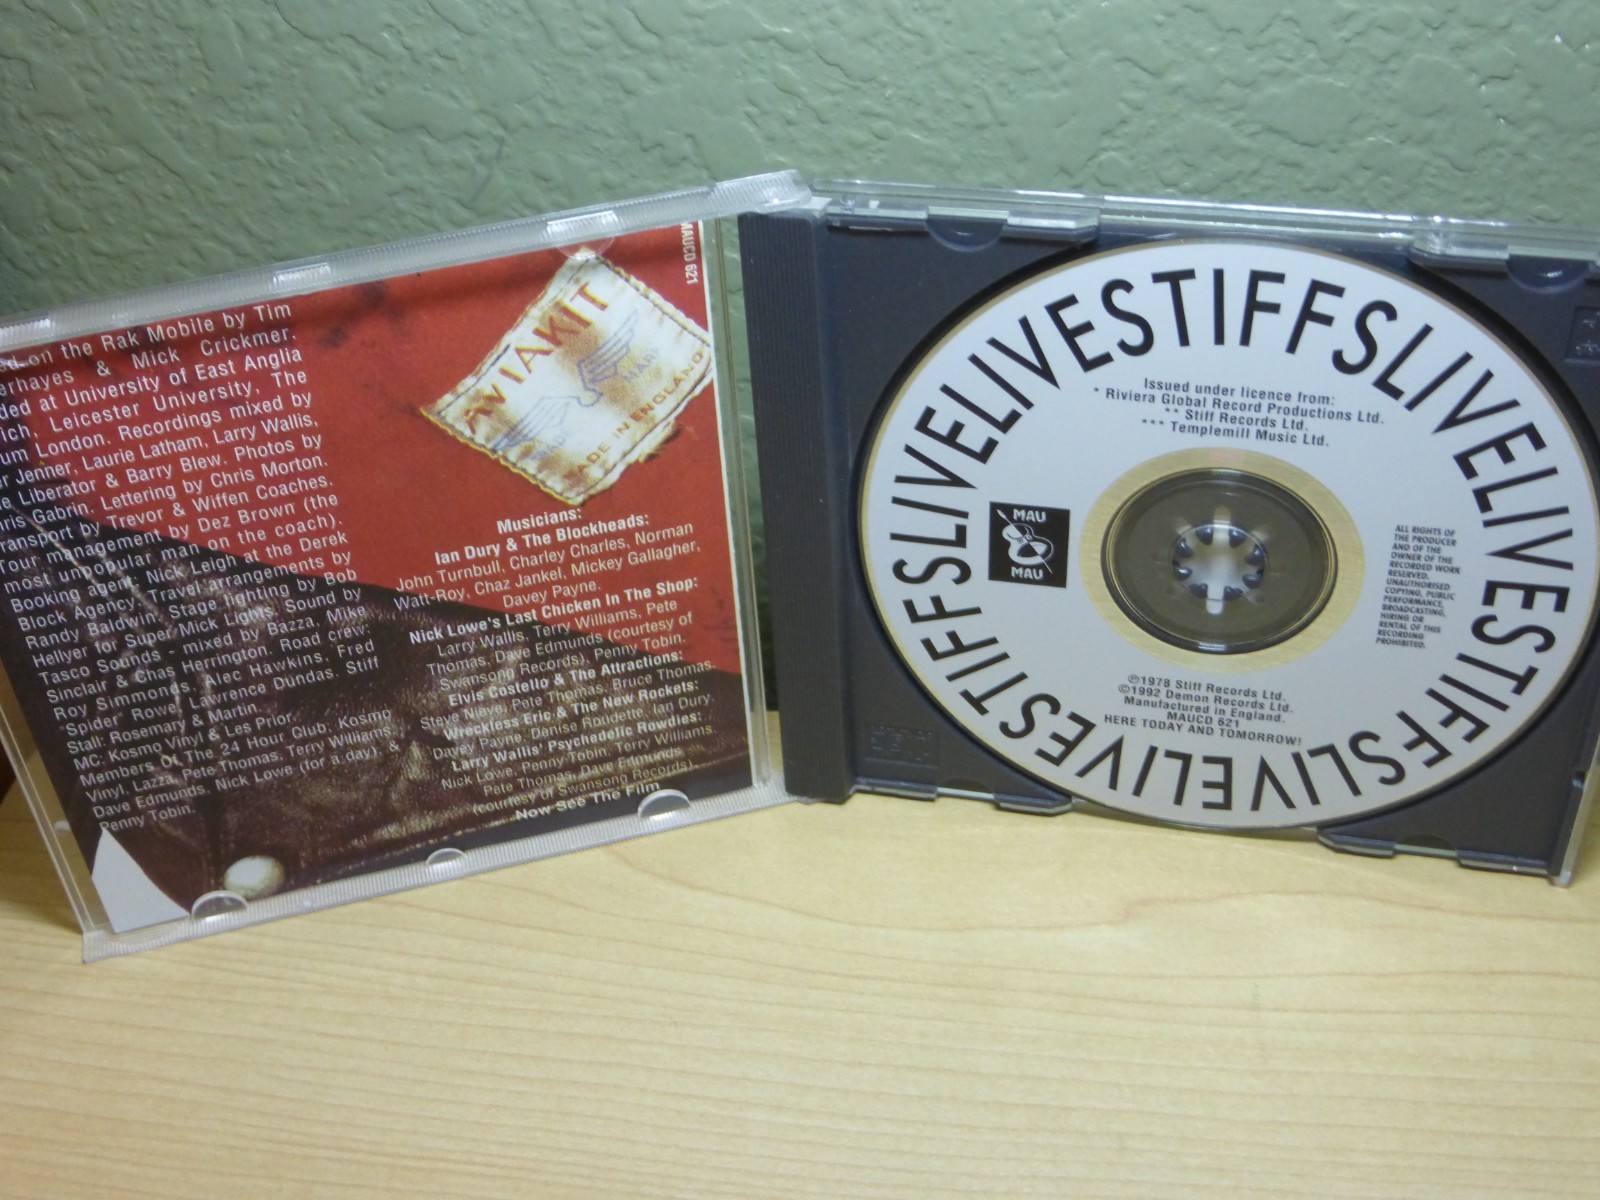 on the Rak Mobile by Tim
& Mick Crickmer.
at University of East Anglia
Leicester University, The
London. Recordings mixed by
Jenner, Laurie Latham, Larry Wallis,
Liberator & Barry Blew. Photos by
Gabrin. Lettering by Chris Morton.
by Trevor & Wiffen Coaches.
Tour management by Dez Brown (the
most unpopular man on the coach).
Booking agent: Nick Leigh at the Derek
Block Agency. Travel arrangements by
Randy Baldwin. Stage lighting by Bob
Hellyer for Super Mick Lights. Sound by
Tasco Sounds - mixed by Bazza, Mike
Sinclair & Chas Herrington. Road crew:
Roy Simmonds, Alec Hawkins, Fred
"Spider" Rowe, Lawrence Dundas. Stiff
Stall: Rosemary & Martin.
MC: Kosmo Vinyl & Les Prior.
Members Of The 24 Hour Club: Kosmo
Vinyl, Lazza, Pete Thomas, Terry Williams,
Dave Edmunds, Nick Lowe (for a day), &
Penny Tobin.
MAUCD 621
AVIAKIT
MADE IN ENGLAND
Musicians:
Ian Dury & The Blockheads:
John Turnbull, Charley Charles, Norman
Watt-Roy, Chaz Jankel, Mickey Gallagher,
Davey Payne.
Nick Lowe's Last Chicken In The Shop:
Larry Wallis, Terry Williams, Pete
Thomas, Dave Edmunds (courtesy of
Swansong Records), Penny Tobin.
Elvis Costello & The Attractions:
Steve Nieve, Pete Thomas, Bruce Thomas.
Wreckless Eric & The New Rockets:
Davey Payne, Denise Roudette, Ian Dury.
Larry Wallis' Psychedelic Rowdies:
Nick Lowe, Penny Tobin, Terry Williams
Pete Thomas, Dave Edmunds
(courtesy of Swansong Records).
Now See The Film
LIVESTIFFSLIVELIVESTIFFSLIVELIVESTIFFSLIVE
Issued under licence from:
* Riviera Global Record Productions Ltd.
** Stiff Records Ltd.
*** Templemill Music Ltd.
MAU
MAU
ALL RIGHTS OF
THE PRODUCER
AND OF THE
OWNER OF THE
RECORDED WORK
RESERVED.
UNAUTHORISED
COPYING, PUBLIC
PERFORMANCE,
BROADCASTING,
HIRING OR
RENTAL OF THIS
RECORDING
PROHIBITED.
℗1978 Stiff Records Ltd.
©1992 Demon Records Ltd.
Manufactured in England.
MAUCD 621
HERE TODAY AND TOMORROW!